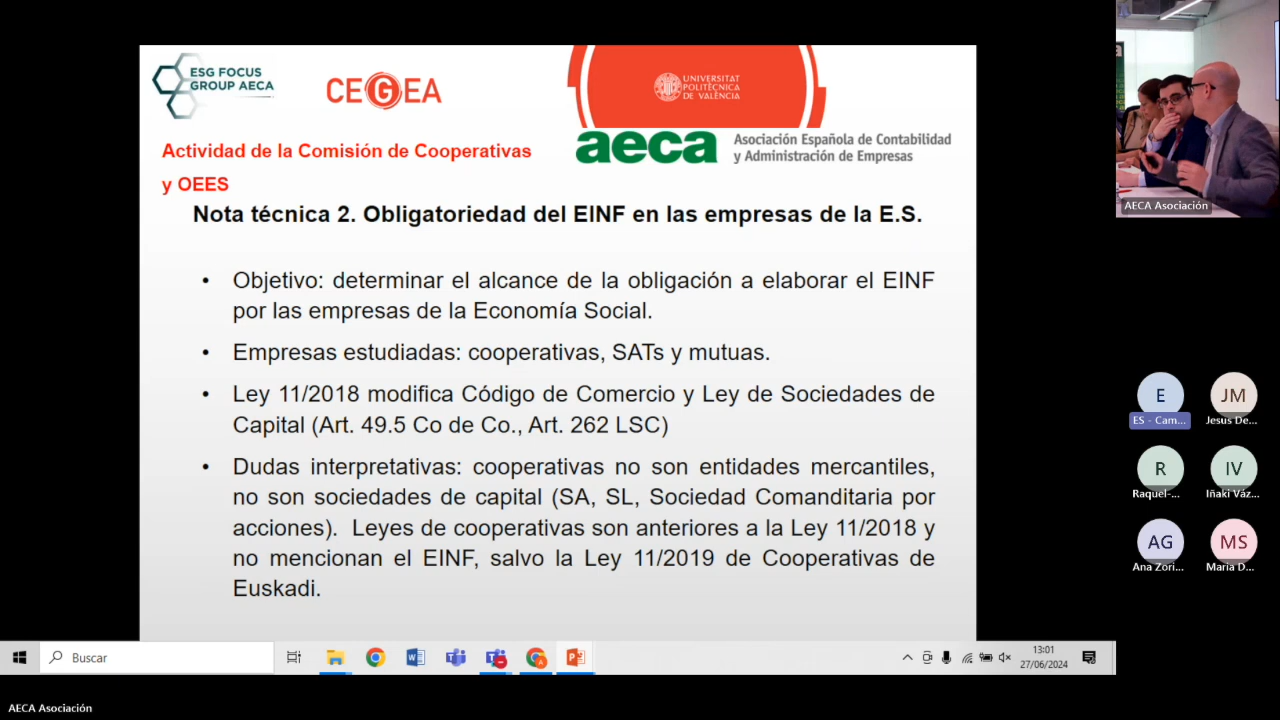 ESG FOCUS
GROUP AECA
CEGEA
UNIVERSITAT
POLITÈCNICA
DE VALÈNCIA
aeca
Asociación Española de Contabilidad
y Administración de Empresas
Actividad de la Comisión de Cooperativas
y OEES
Nota técnica 2. Obligatoriedad del EINF en las empresas de la E.S.
• Objetivo: determinar el alcance de la obligación a elaborar el EINF
por las empresas de la Economía Social.
• Empresas estudiadas: cooperativas, SATs y mutuas.
• Ley 11/2018 modifica Código de Comercio y Ley de Sociedades de
Capital (Art. 49.5 Co de Co., Art. 262 LSC)
• Dudas interpretativas: cooperativas no son entidades mercantiles,
no son sociedades de capital (SA, SL, Sociedad Comanditaria por
acciones). Leyes de cooperativas son anteriores a la Ley 11/2018 y
no mencionan el EINF, salvo la Ley 11/2019 de Cooperativas de
Euskadi.
AECA Asociación
E
JM
ES - Cam...
Jesus De...
R
IV
Raquel-...
Iñaki Váz...
AG
MS
Ana Zori...
Maria D...
Buscar
13:01
27/06/2024
AECA Asociación